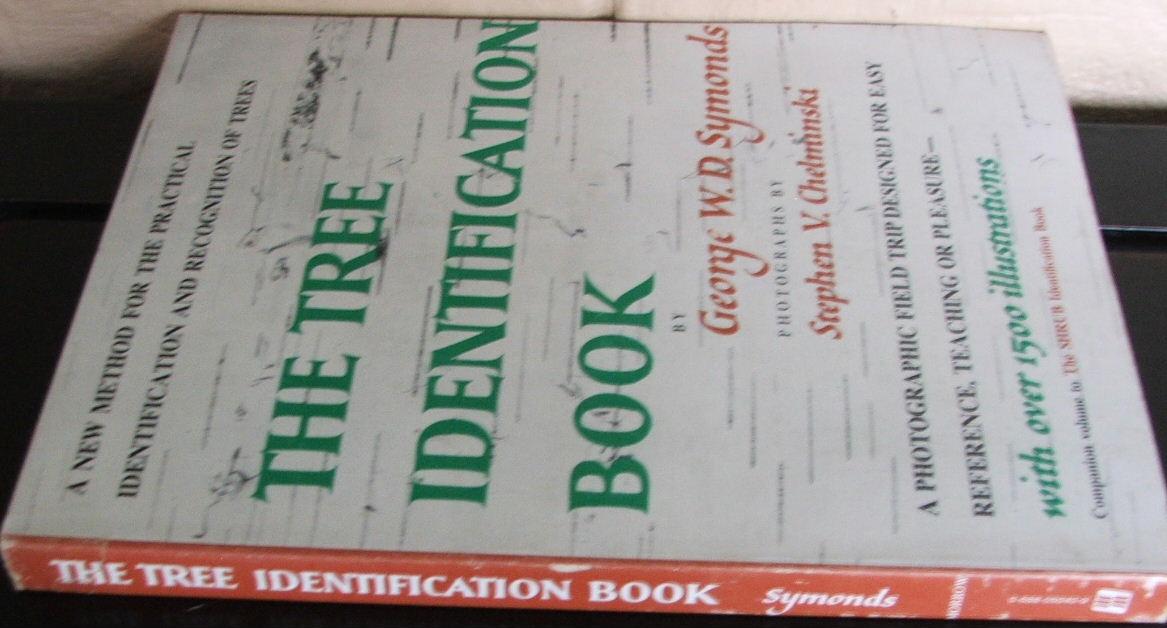 A NEW METHOD FOR THE PRACTICAL
IDENTIFICATION AND RECOGNITION OF TREES
THE TREE
IDENTIFICATION
BOOK
BY
George W. D. Symonds
PHOTOGRAPHS BY
Stephen V. Chelminski
A PHOTOGRAPHIC FIELD TRIP DESIGNED FOR EASY
REFERENCE, TEACHING OR PLEASURE—
with over 1500 illustrations
Companion volume to The SHRUB Identification Book
THE TREE IDENTIFICATION BOOK Symonds MORROW